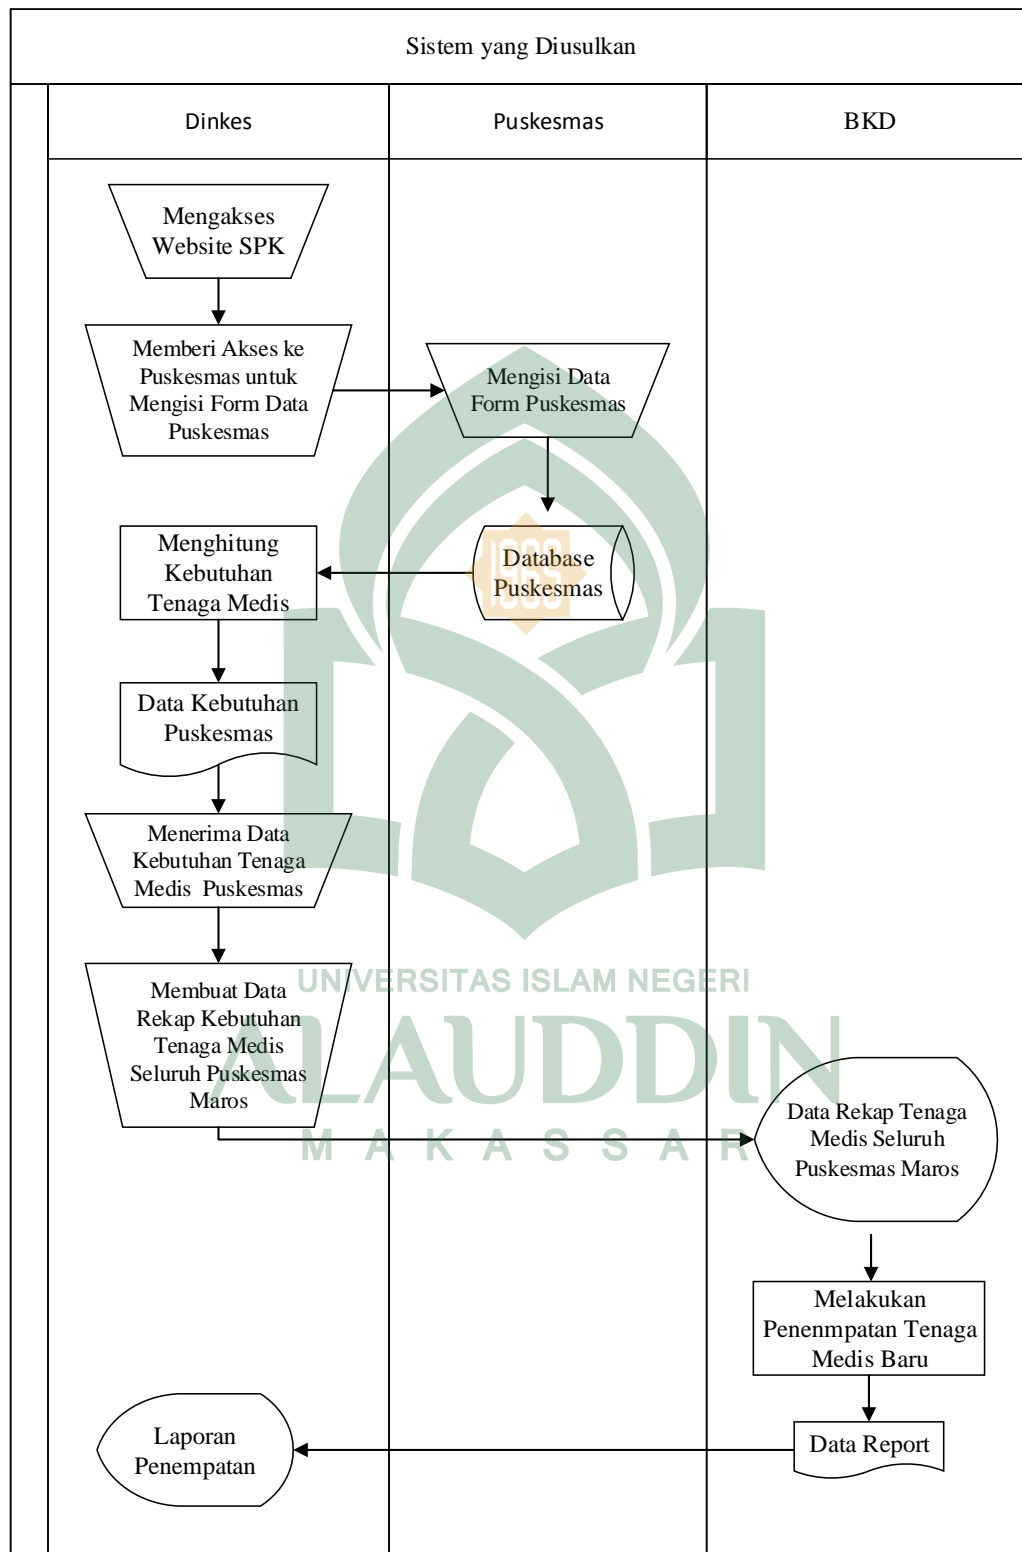 Sistem yang Diusulkan
Dinkes
Puskesmas
BKD
Mengakses
Website SPK
Memberi Akses ke
Puskesmas untuk
Mengisi Form Data
Puskesmas
Mengisi Data
Form Puskesmas
Database
Puskesmas
1965
Menghitung
Kebutuhan
Tenaga Medis
Data Kebutuhan
Puskesmas
Menerima Data
Kebutuhan Tenaga
Medis Puskesmas
Membuat Data
Rekap Kebutuhan
Tenaga Medis
Seluruh Puskesmas
Maros
UNIVERSITAS ISLAM NEGERI
ALAUDDIN
MAKASSAR
Data Rekap Tenaga
Medis Seluruh
Puskesmas Maros
Melakukan
Penenmpatan Tenaga
Medis Baru
Data Report
Laporan
Penempatan